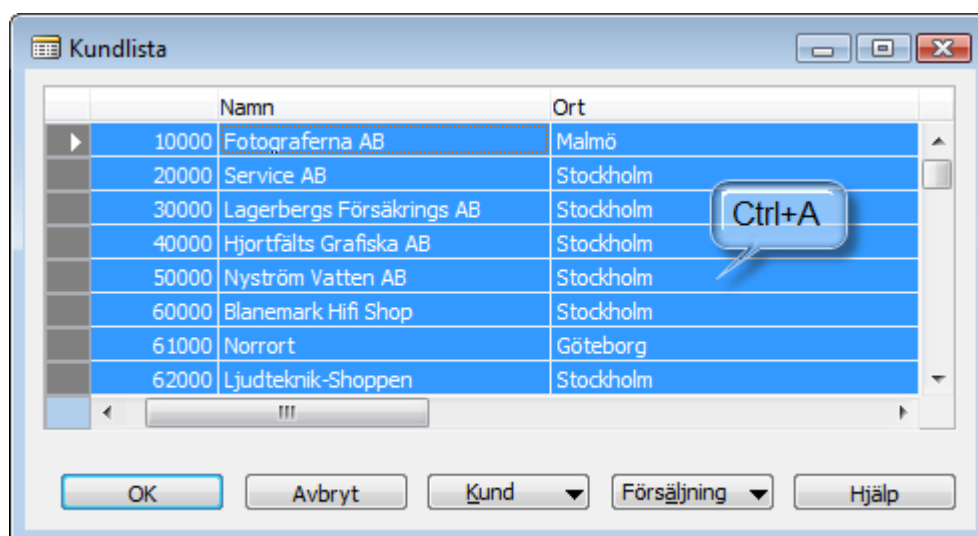 Kundlista
Namn Ort
10000 Fotograferna AB Malmö
20000 Service AB Stockholm
30000 Lagerbergs Försäkrings AB Stockholm
Ctrl+A
40000 Hjortfälts Grafiska AB Stockholm
50000 Nyström Vatten AB Stockholm
60000 Blanemark Hifi Shop Stockholm
61000 Norrort Göteborg
62000 Ljudteknik-Shoppen Stockholm
OK Avbryt Kund Försäljning Hjälp